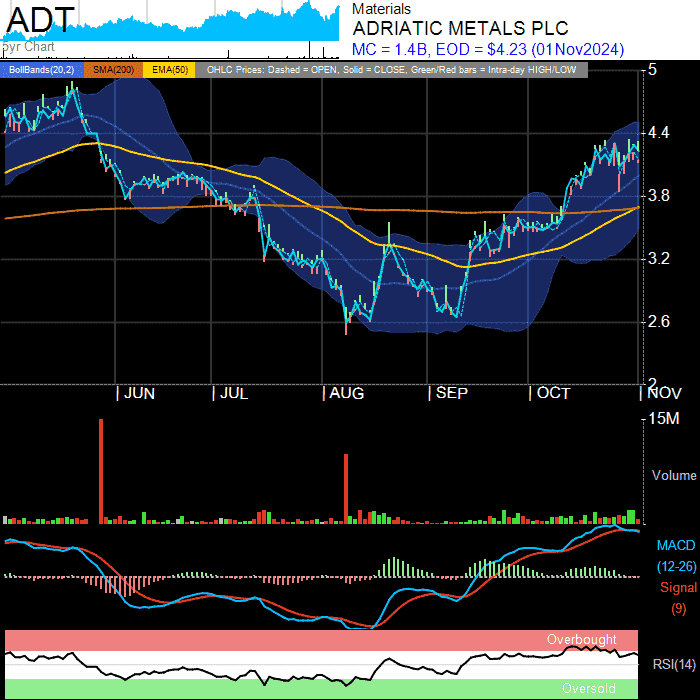 ADT
5yr Chart
Materials
ADRIATIC METALS PLC
MC = 1.4B, EOD = $4.23 (01Nov2024)
BollBands(20,2) SMA(200) EMA(50) OHLC Prices: Dashed = OPEN, Solid = CLOSE, Green/Red bars = Intra-day HIGH/LOW
5
4.4
3.8
3.2
2.6
2
JUN JUL AUG SEP OCT NOV
15M
Volume
MACD
(12-26)
Signal
(9)
Overbought
RSI(14)
Oversold